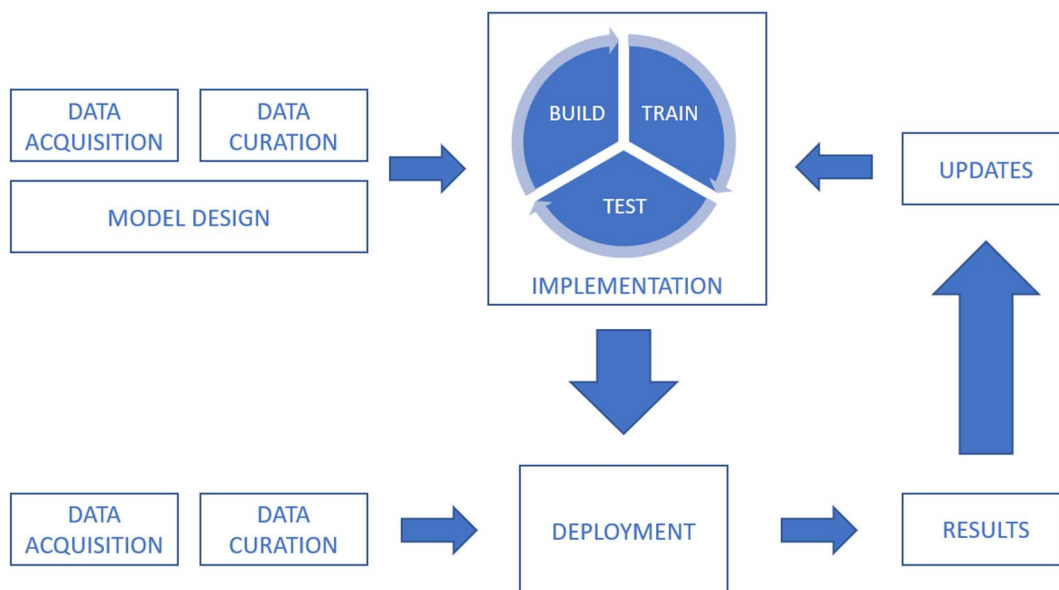 DATA
ACQUISITION
DATA
CURATION
MODEL DESIGN
BUILD
TRAIN
TEST
IMPLEMENTATION
UPDATES
DATA
ACQUISITION
DATA
CURATION
DEPLOYMENT
RESULTS